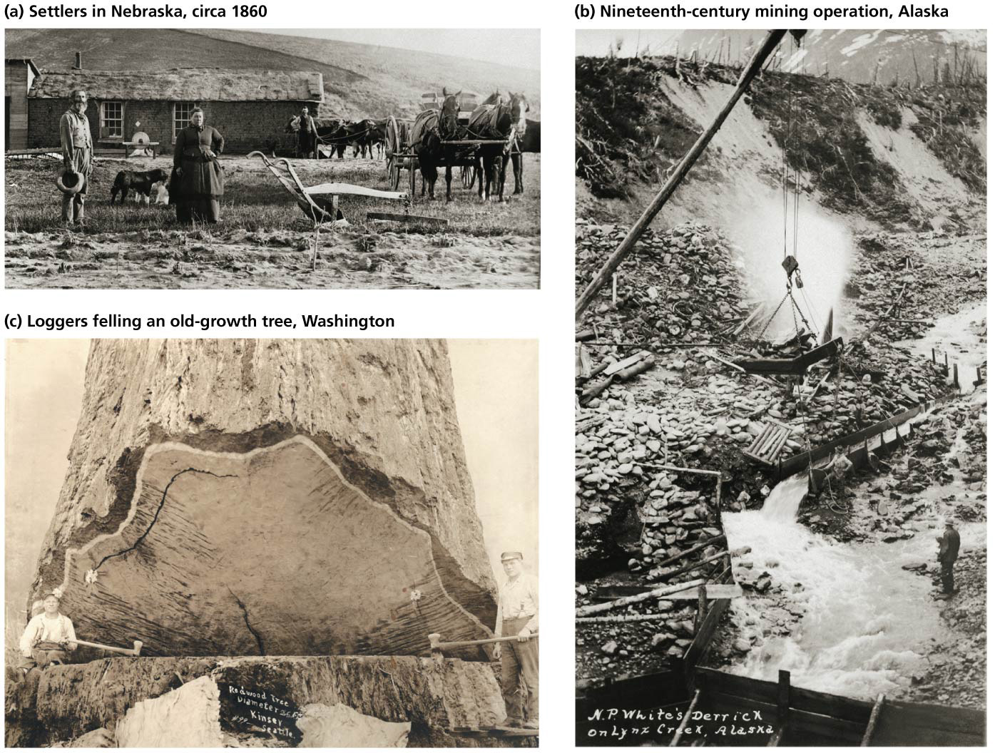 (a) Settlers in Nebraska, circa 1860
(b) Nineteenth-century mining operation, Alaska
(c) Loggers felling an old-growth tree, Washington
Redwood Tree
Diameter
Kinsey
Seattle
N.P. White's Derrick
on Lynx Creek, Alaska